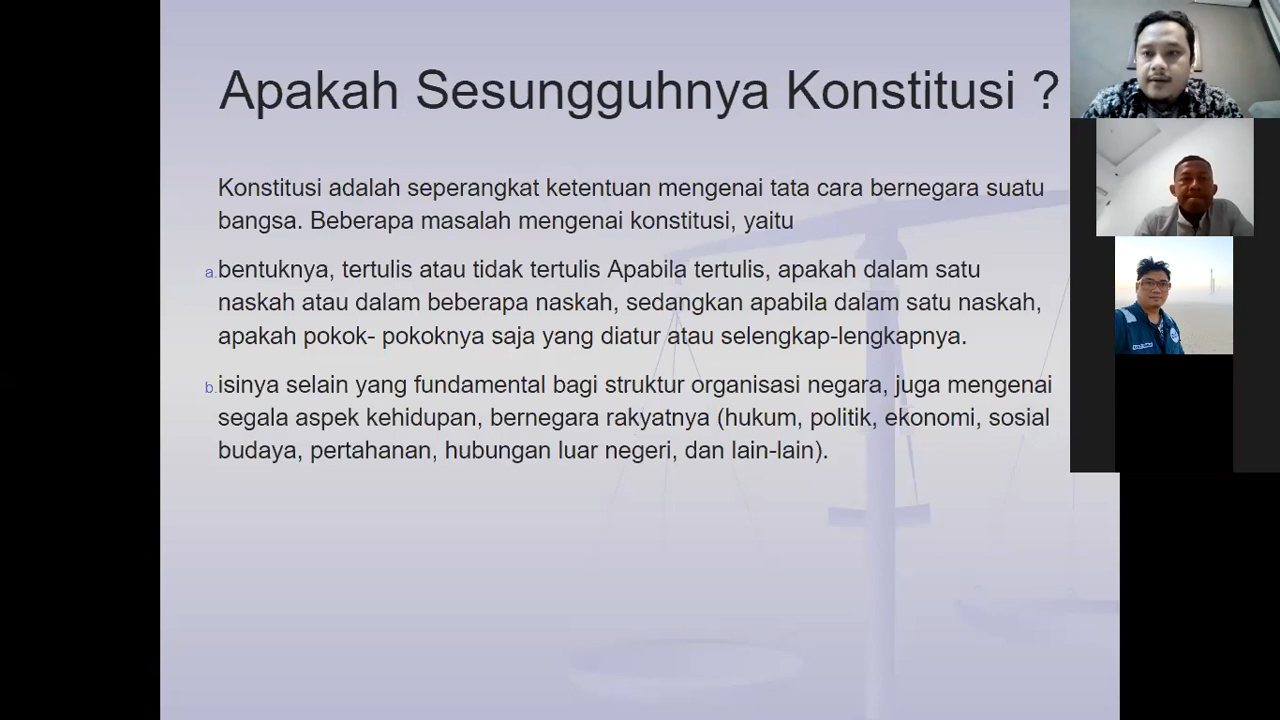 Apakah Sesungguhnya Konstitusi ?
Konstitusi adalah seperangkat ketentuan mengenai tata cara bernegara suatu
bangsa. Beberapa masalah mengenai konstitusi, yaitu
a. bentuknya, tertulis atau tidak tertulis Apabila tertulis, apakah dalam satu
naskah atau dalam beberapa naskah, sedangkan apabila dalam satu naskah,
apakah pokok- pokoknya saja yang diatur atau selengkap-lengkapnya.
b. isinya selain yang fundamental bagi struktur organisasi negara, juga mengenai
segala aspek kehidupan, bernegara rakyatnya (hukum, politik, ekonomi, sosial
budaya, pertahanan, hubungan luar negeri, dan lain-lain).